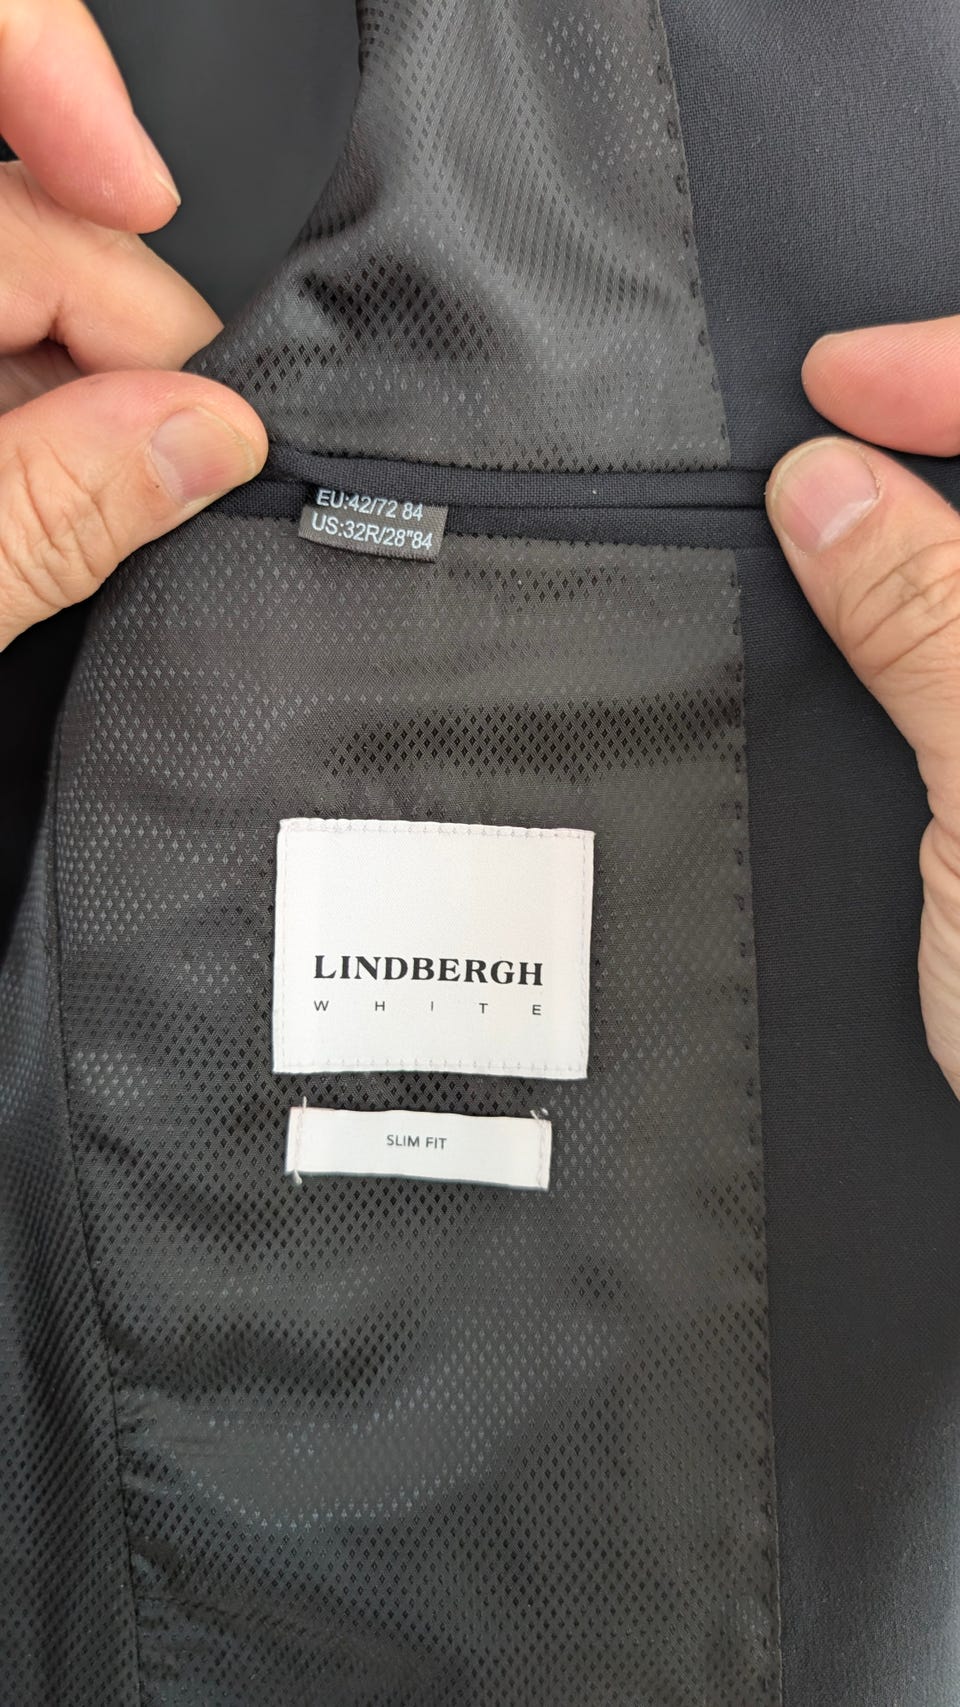 EU:42/72 84
US:32R/28"84
LINDBERGH
WHITE
SLIM FIT